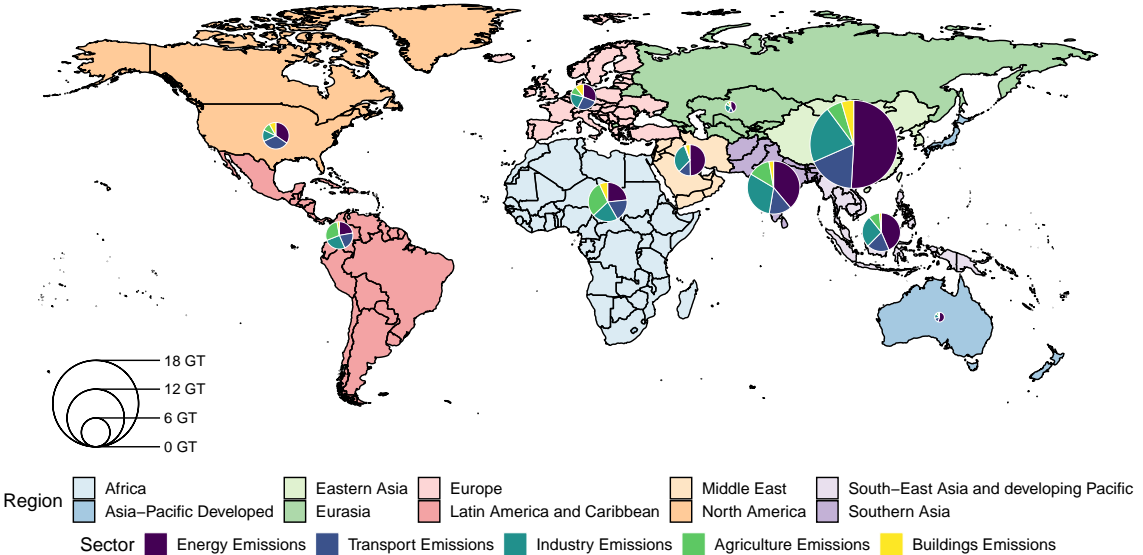 18 GT
12 GT
6 GT
0 GT
Region
Africa
Eastern Asia
Europe
Middle East
South−East Asia and developing Pacific
Asia−Pacific Developed
Eurasia
Latin America and Caribbean
North America
Southern Asia
Sector
Energy Emissions
Transport Emissions
Industry Emissions
Agriculture Emissions
Buildings Emissions